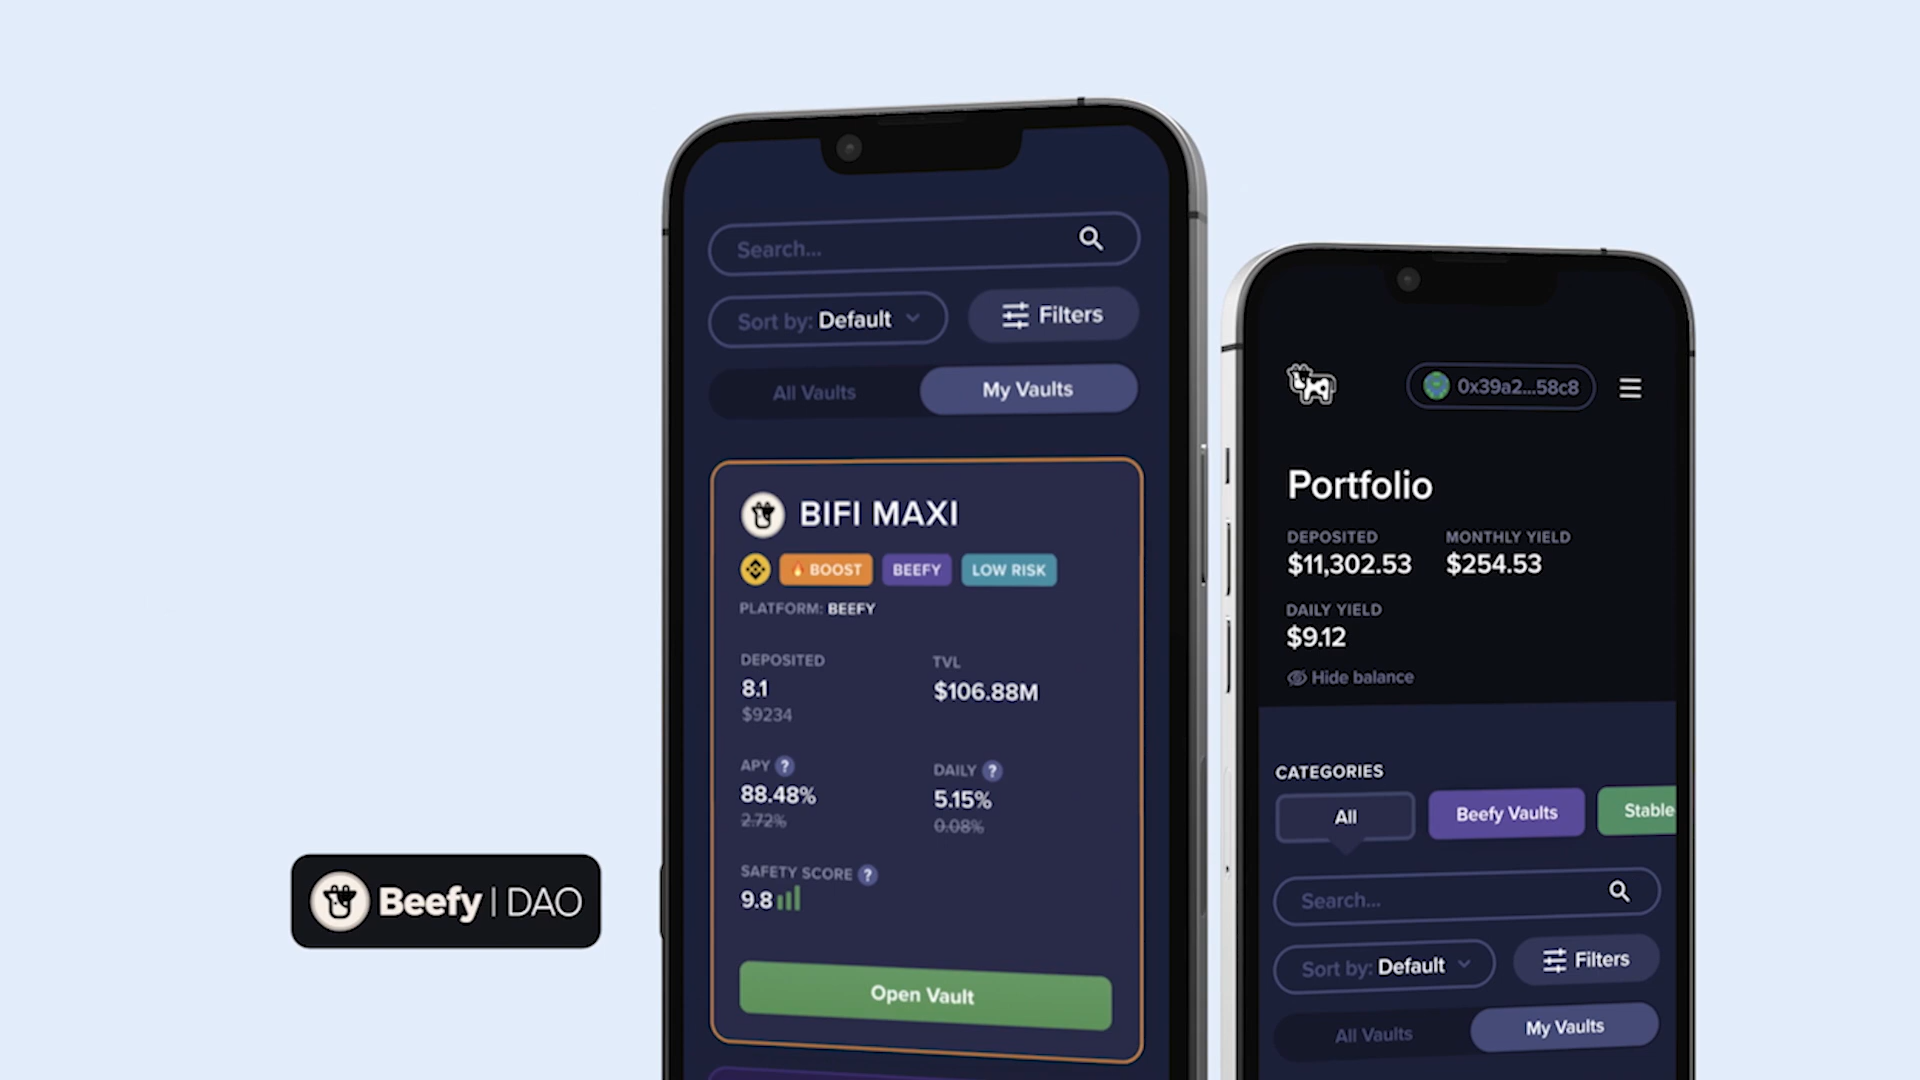 Search...
Sort by: Default
Filters
All Vaults
My Vaults
BIFI MAXI
BOOST
BEEFY
LOW RISK
PLATFORM: BEEFY
DEPOSITED
8.1
$9234
TVL
$106.88M
APY ?
88.48%
2.72%
DAILY ?
5.15%
0.08%
SAFETY SCORE ?
9.8
Open Vault
0x39a2...58c8
Portfolio
DEPOSITED
$11,302.53
MONTHLY YIELD
$254.53
DAILY YIELD
$9.12
Hide balance
CATEGORIES
All
Beefy Vaults
Stable
Search...
Sort by: Default
Filters
All Vaults
My Vaults
Beefy | DAO